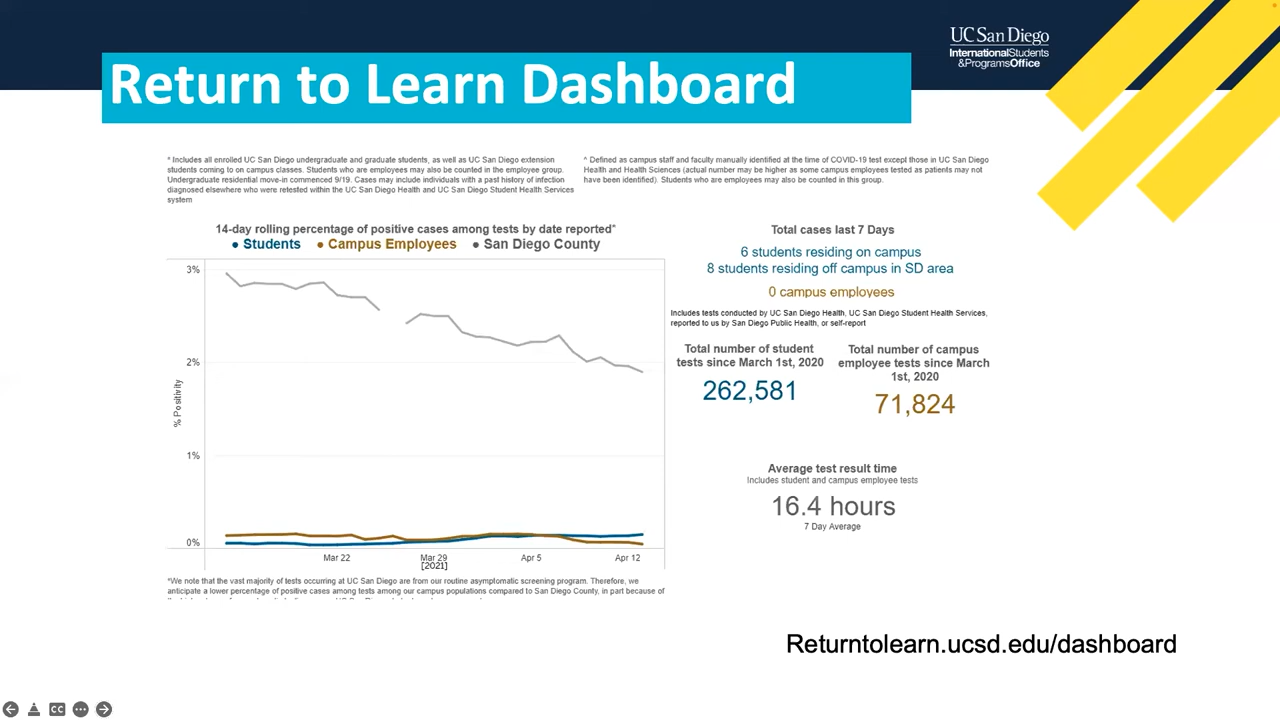 UC San Diego
InternationalStudents
&ProgramsOffice
Return to Learn Dashboard
^ Includes all enrolled UC San Diego undergraduate and graduate students, as well as UC San Diego extension
students coming to on campus classes. Students who are employees may also be counted in the employee group.
Undergraduate residential move-in commenced 9/19. Cases may include individuals with a past history of infection
diagnosed elsewhere who were retested within the UC San Diego Health and UC San Diego Student Health Services
system
^ Defined as campus staff and faculty manually identified at the time of COVID-19 test except those in UC San Diego
Health and Health Sciences (actual number may be higher as some campus employees tested as patients may not
have been identified). Students who are employees may also be counted in this group.
14-day rolling percentage of positive cases among tests by date reported*
● Students ● Campus Employees ● San Diego County
3%
2%
1%
0%
% Positivity
Mar 22 Mar 29 Apr 5 Apr 12
[2021]
*We note that the vast majority of tests occurring at UC San Diego are from our routine asymptomatic screening program. Therefore, we
anticipate a lower percentage of positive cases among tests among our campus populations compared to San Diego County, in part because of
Total cases last 7 Days
6 students residing on campus
8 students residing off campus in SD area
0 campus employees
Includes tests conducted by UC San Diego Health, UC San Diego Student Health Services,
reported to us by San Diego Public Health, or self-report
Total number of student
tests since March 1st, 2020
262,581
Total number of campus
employee tests since March
1st, 2020
71,824
Average test result time
Includes student and campus employee tests
16.4 hours
7 Day Average
Returntolearn.ucsd.edu/dashboard
CC